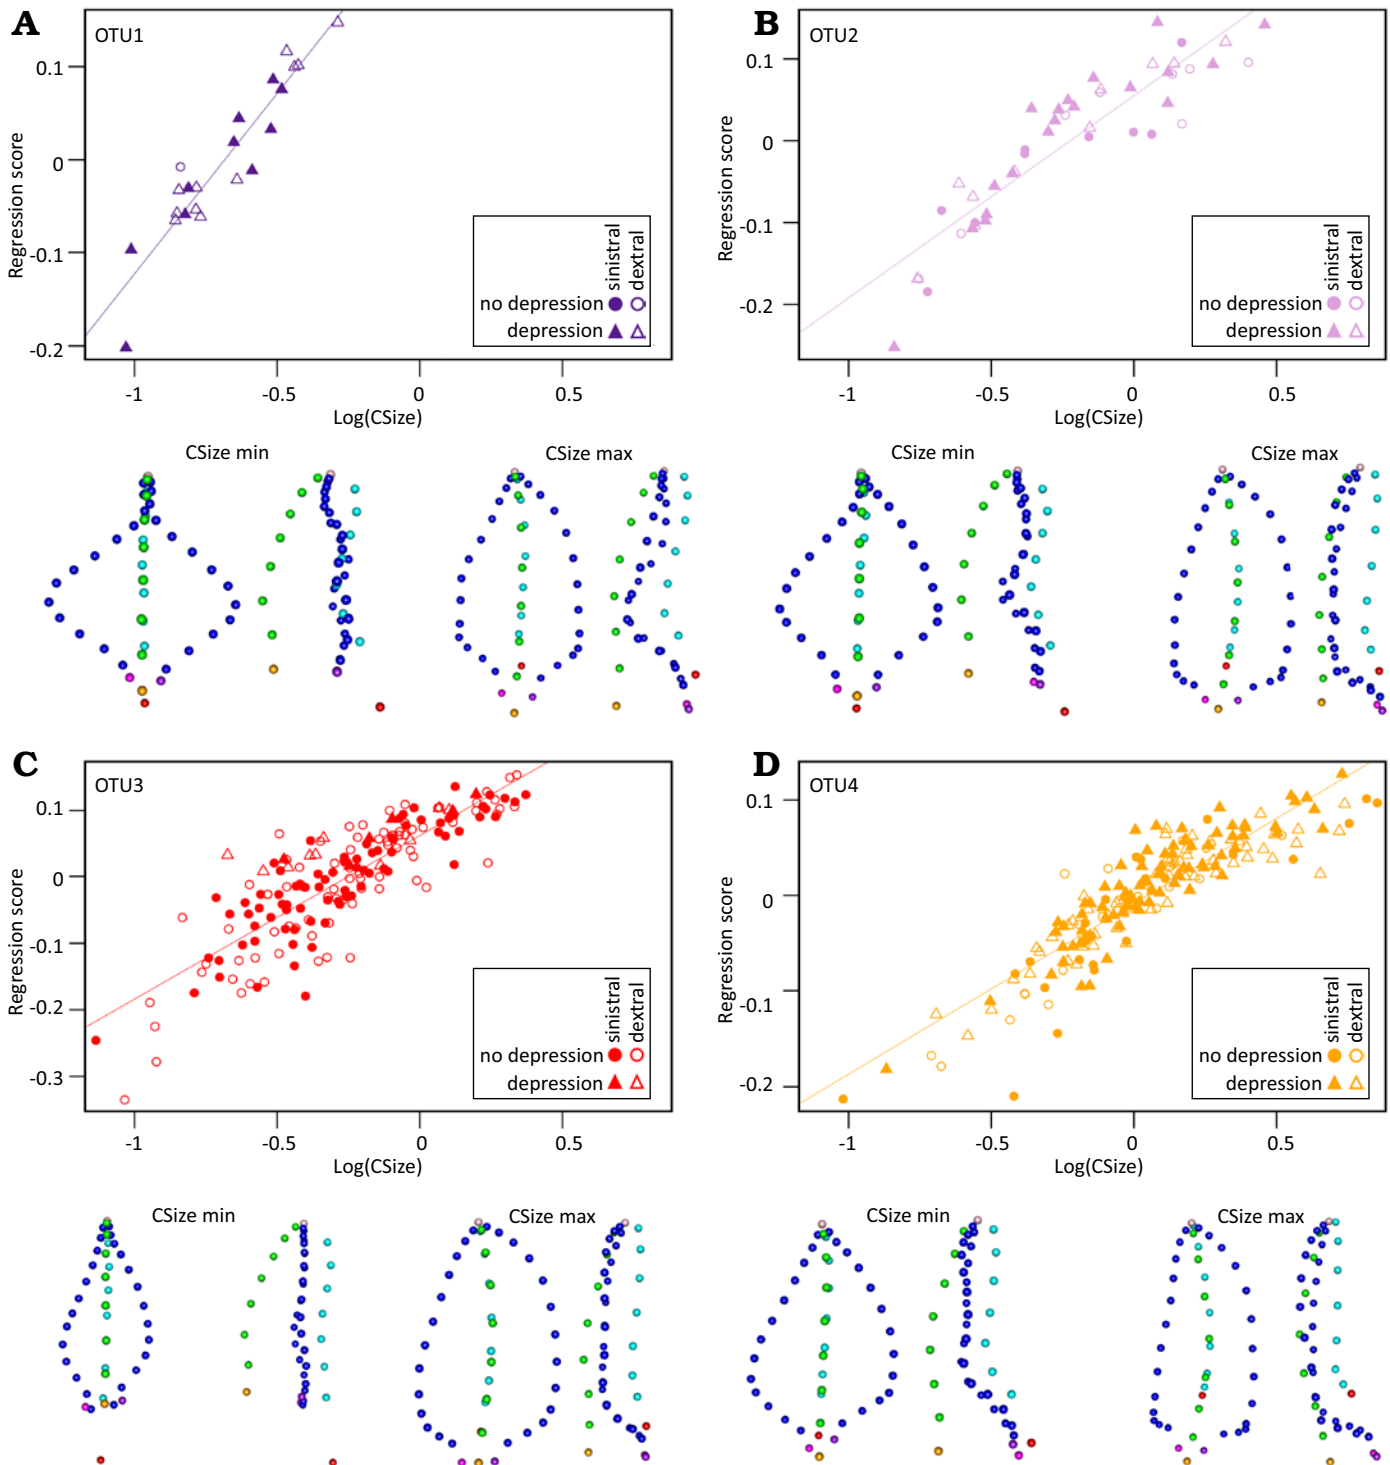 A
OTU1
Regression score
0.1
0
-0.1
-0.2
-1
-0.5
0
0.5
Log(CSize)
sinistral
dextral
no depression
depression
CSize min
CSize max
B
OTU2
Regression score
0.1
0
-0.1
-0.2
-1
-0.5
0
0.5
Log(CSize)
sinistral
dextral
no depression
depression
CSize min
CSize max
C
OTU3
Regression score
0.1
0
-0.1
-0.2
-0.3
-1
-0.5
0
0.5
Log(CSize)
sinistral
dextral
no depression
depression
CSize min
CSize max
D
OTU4
Regression score
0.1
0
-0.1
-0.2
-1
-0.5
0
0.5
Log(CSize)
sinistral
dextral
no depression
depression
CSize min
CSize max